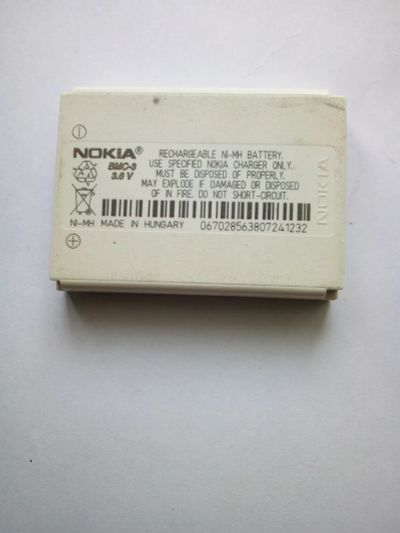 NOKIA®
BMC-3
3.6 V
RECHARGEABLE NI-MH BATTERY.
USE SPECIFIED NOKIA CHARGER ONLY.
MUST BE DISPOSED OF PROPERLY.
MAY EXPLODE IF DAMAGED OR DISPOSED
OF IN FIRE. DO NOT SHORT-CIRCUIT.
NI-MH MADE IN HUNGARY
067028563807241232
NOKIA